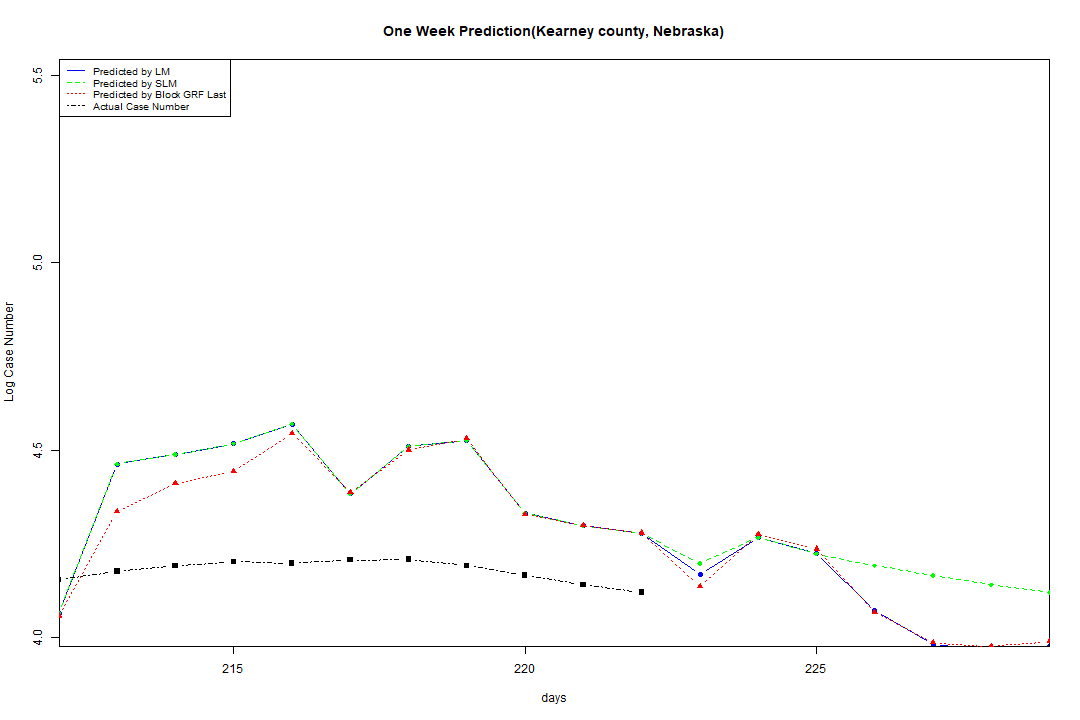 One Week Prediction(Kearney county, Nebraska)
Predicted by LM
Predicted by SLM
Predicted by Block GRF Last
Actual Case Number
5.5
5.0
4.5
4.0
Log Case Number
215
220
225
days